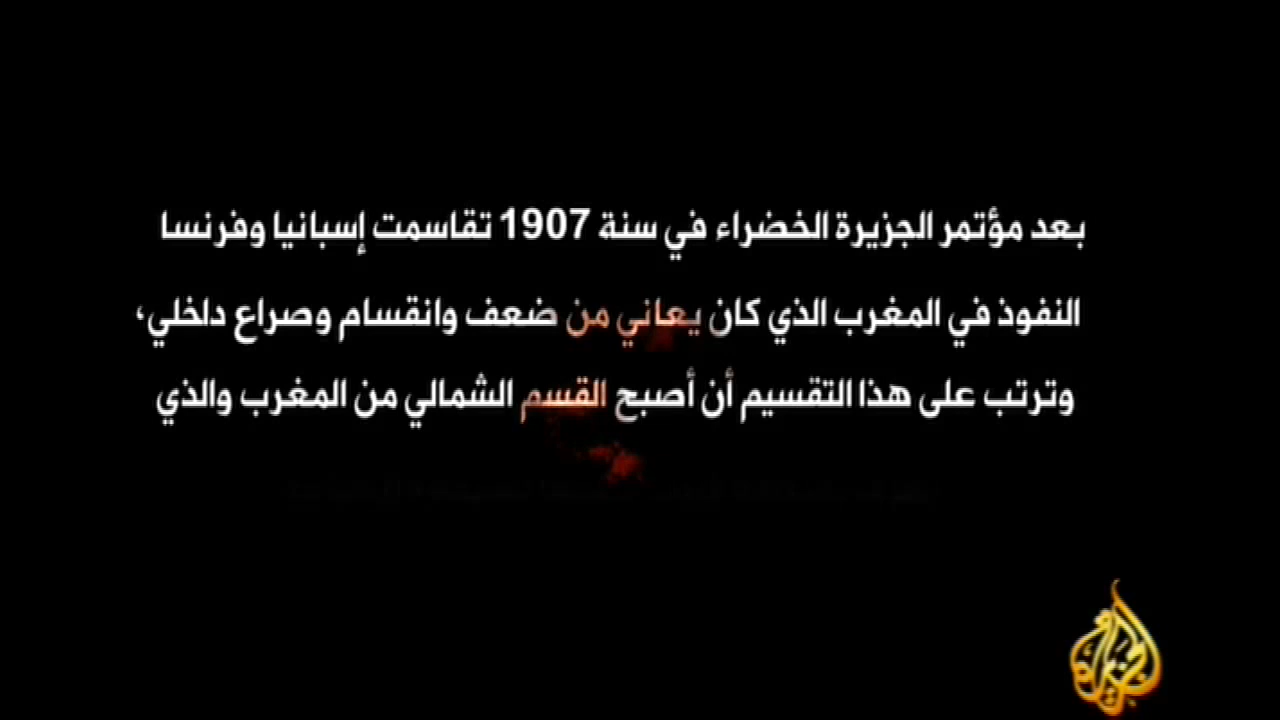 بعد مؤتمر الجزيرة الخضراء في سنة 1907 تقاسمت إسبانيا وفرنسا
النفوذ في المغرب الذي كان يعاني من ضعف وانقسام وصراع داخلي،
وترتب على هذا التقسيم أن أصبح القسم الشمالي من المغرب والذي
الجزيرة